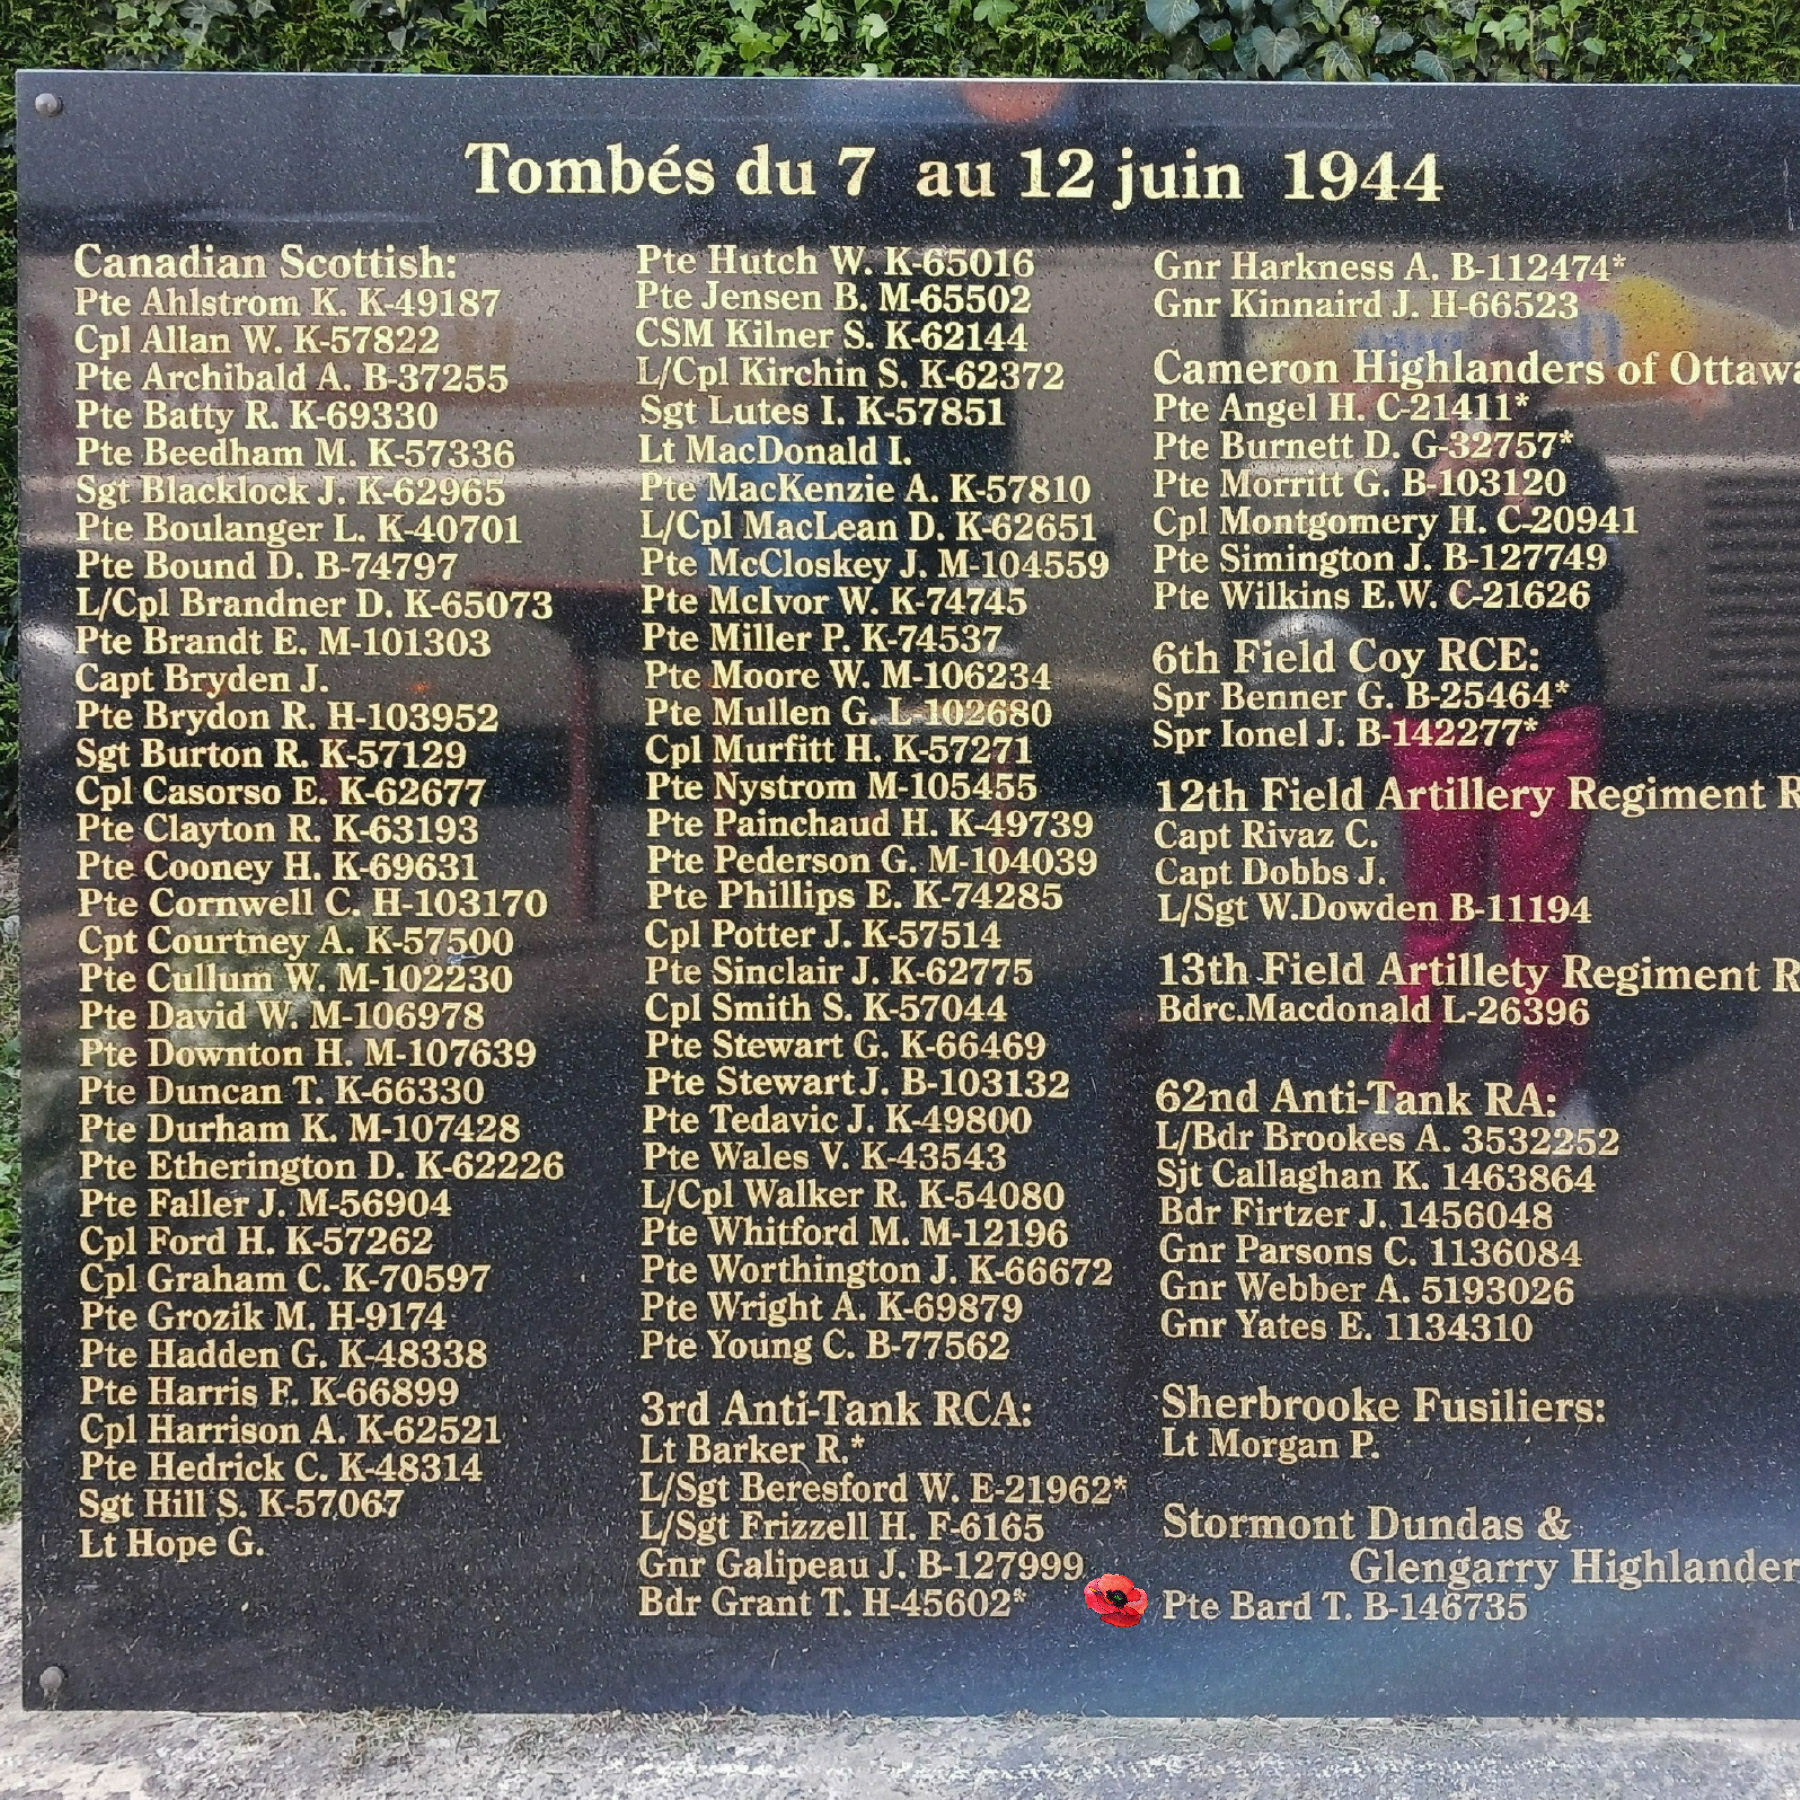 Tombés du 7 au 12 juin 1944
Canadian Scottish:
Pte Ahlstrom K. K-49187
Cpl Allan W. K-57822
Pte Archibald A. B-37255
Pte Batty R. K-69330
Pte Beedham M. K-57336
Sgt Blacklock J. K-62965
Pte Boulanger L. K-40701
Pte Bound D. B-74797
L/Cpl Brandner D. K-65073
Pte Brandt E. M-101303
Capt Bryden J.
Pte Brydon R. H-103952
Sgt Burton R. K-57129
Cpl Casorso E. K-62677
Pte Clayton R. K-63193
Pte Cooney H. K-69631
Pte Cornwell C. H-103170
Cpt Courtney A. K-57500
Pte Cullum W. M-102230
Pte David W. M-106978
Pte Downton H. M-107639
Pte Duncan T. K-66330
Pte Durham K. M-107428
Pte Etherington D. K-62226
Pte Faller J. M-56904
Cpl Ford H. K-57262
Cpl Graham C. K-70597
Pte Grozik M. H-9174
Pte Hadden G. K-48338
Pte Harris F. K-66899
Cpl Harrison A. K-62521
Pte Hedrick C. K-48314
Sgt Hill S. K-57067
Lt Hope G.
Pte Hutch W. K-65016
Pte Jensen B. M-65502
CSM Kilner S. K-62144
L/Cpl Kirchin S. K-62372
Sgt Lutes I. K-57851
Lt MacDonald I.
Pte MacKenzie A. K-57810
L/Cpl MacLean D. K-62651
Pte McCloskey J. M-104559
Pte McIvor W. K-74745
Pte Miller P. K-74537
Pte Moore W. M-106234
Pte Mullen G. L-102680
Cpl Murfitt H. K-57271
Pte Nystrom M-105455
Pte Painchaud H. K-49739
Pte Pederson G. M-104039
Pte Phillips E. K-74285
Cpl Potter J. K-57514
Pte Sinclair J. K-62775
Cpl Smith S. K-57044
Pte Stewart G. K-66469
Pte Stewart J. B-103132
Pte Tedavic J. K-49800
Pte Wales V. K-43543
L/Cpl Walker R. K-54080
Pte Whitford M. M-12196
Pte Worthington J. K-66672
Pte Wright A. K-69879
Pte Young C. B-77562
3rd Anti-Tank RCA:
Lt Barker R.*
L/Sgt Beresford W. E-21962*
L/Sgt Frizzell H. F-6165
Gnr Galipeau J. B-127999
Bdr Grant T. H-45602*
Gnr Harkness A. B-112474*
Gnr Kinnaird J. H-66523
Cameron Highlanders of Ottawa
Pte Angel H. C-21411*
Pte Burnett D. G-32757*
Pte Morritt G. B-103120
Cpl Montgomery H. C-20941
Pte Simington J. B-127749
Pte Wilkins E.W. C-21626
6th Field Coy RCE:
Spr Benner G. B-25464*
Spr Ionel J. B-142277*
12th Field Artillery Regiment R
Capt Rivaz C.
Capt Dobbs J.
L/Sgt W.Dowden B-11194
13th Field Artillety Regiment R
Bdrc.Macdonald L-26396
62nd Anti-Tank RA:
L/Bdr Brookes A. 3532252
Sjt Callaghan K. 1463864
Bdr Firtzer J. 1456048
Gnr Parsons C. 1136084
Gnr Webber A. 5193026
Gnr Yates E. 1134310
Sherbrooke Fusiliers:
Lt Morgan P.
Stormont Dundas &
Glengarry Highlander
Pte Bard T. B-146735